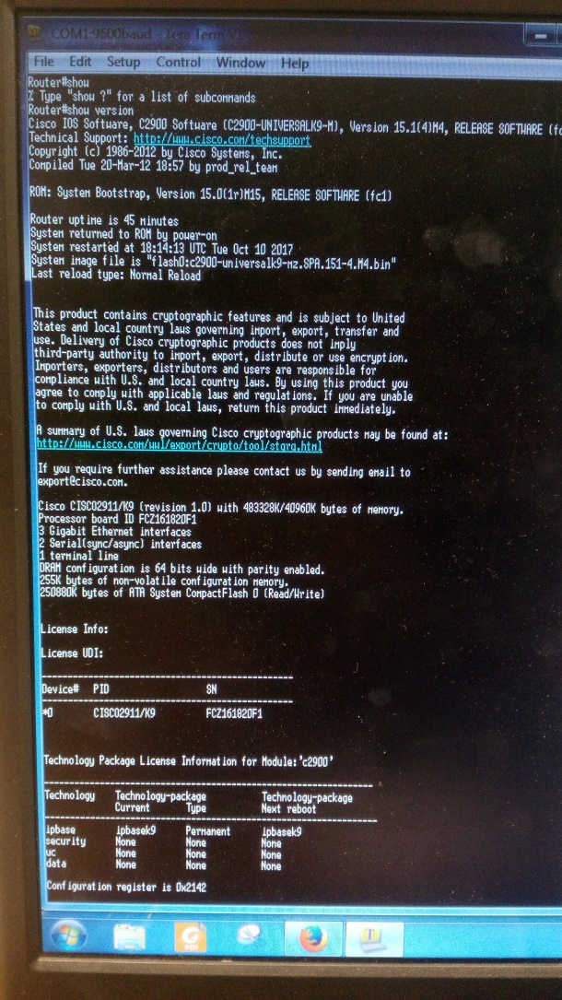 COM1-9600baud - Tera Term V
File Edit Setup Control Window Help
Router#show
% Type "show ?" for a list of subcommands
Router#show version
Cisco IOS Software, C2900 Software (C2900-UNIVERSALK9-M), Version 15.1(4)M4, RELEASE SOFTWARE (fc
Technical Support: http://www.cisco.com/techsupport
Copyright (c) 1986-2012 by Cisco Systems, Inc.
Compiled Tue 20-Mar-12 18:57 by prod_rel_team
ROM: System Bootstrap, Version 15.0(1r)M15, RELEASE SOFTWARE (fc1)
Router uptime is 45 minutes
System returned to ROM by power-on
System restarted at 18:14:13 UTC Tue Oct 10 2017
System image file is "flash0:c2900-universalk9-mz.SPA.151-4.M4.bin"
Last reload type: Normal Reload
This product contains cryptographic features and is subject to United
States and local country laws governing import, export, transfer and
use. Delivery of Cisco cryptographic products does not imply
third-party authority to import, export, distribute or use encryption.
Importers, exporters, distributors and users are responsible for
compliance with U.S. and local country laws. By using this product you
agree to comply with applicable laws and regulations. If you are unable
to comply with U.S. and local laws, return this product immediately.
A summary of U.S. laws governing Cisco cryptographic products may be found at:
http://www.cisco.com/wwl/export/crypto/tool/stqrg.html
If you require further assistance please contact us by sending email to
export@cisco.com.
Cisco CISCO2911/K9 (revision 1.0) with 483328K/40960K bytes of memory.
Processor board ID FCZ161820F1
3 Gigabit Ethernet interfaces
2 Serial(sync/async) interfaces
1 terminal line
DRAM configuration is 64 bits wide with parity enabled.
255K bytes of non-volatile configuration memory.
250880K bytes of ATA System CompactFlash 0 (Read/Write)
License Info:
License UDI:
-------------------------------------------------
Device# PID SN
-------------------------------------------------
*0 CISCO2911/K9 FCZ161820F1
Technology Package License Information for Module:'c2900'
-----------------------------------------------------------------
Technology Technology-package Technology-package
Current Type Next reboot
------------------------------------------------------------------
ipbase ipbasek9 Permanent ipbasek9
security None None None
uc None None None
data None None None
Configuration register is 0x2142